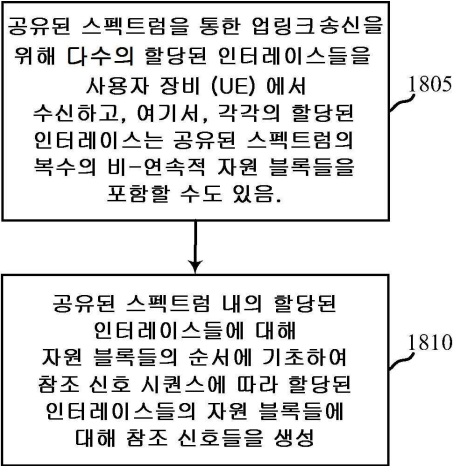 공유된 스펙트럼을 통한 업링크송신을
위해 다수의 할당된 인터레이스들을
사용자 장비 (UE) 에서
수신하고, 여기서, 각각의 할당된
인터레이스는 공유된 스펙트럼의
복수의 비-연속적 자원 블록들을
포함할 수도 있음.
1805
공유된 스펙트럼 내의 할당된
인터레이스들에 대해
자원 블록들의 순서에 기초하여
참조 신호 시퀀스에 따라 할당된
인터레이스들의 자원 블록들에
대해 참조 신호들을 생성
1810